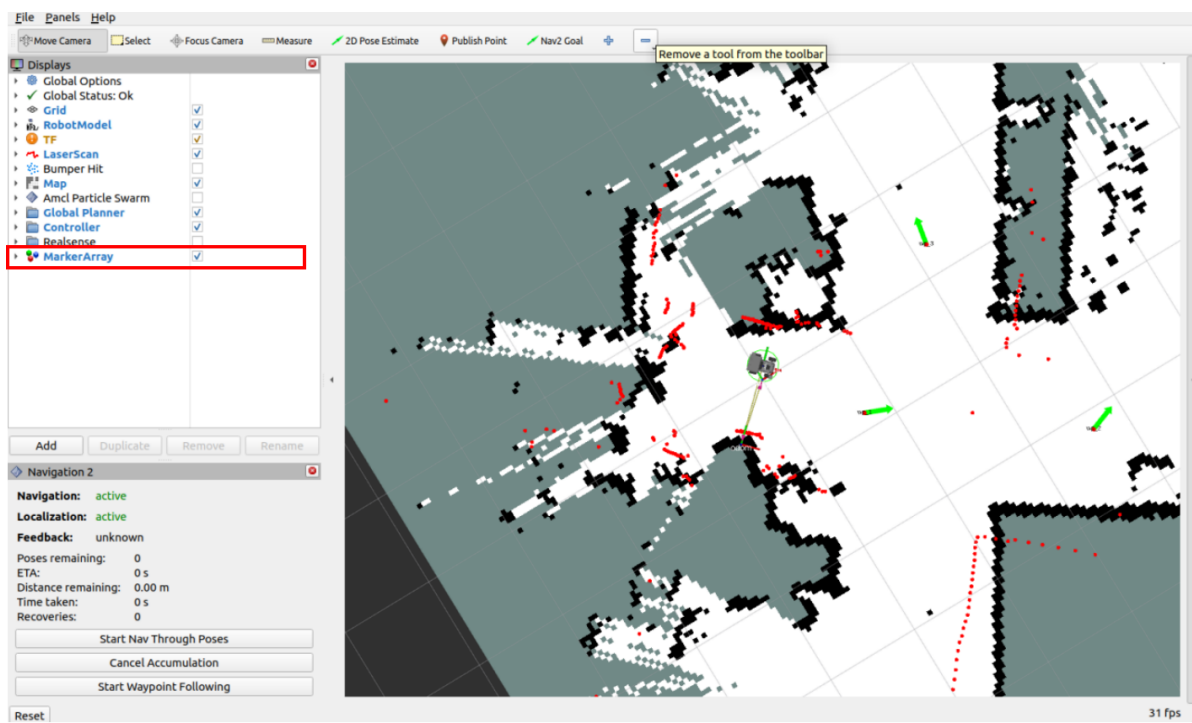 File Panels Help
Move Camera Select Focus Camera Measure 2D Pose Estimate Publish Point Nav2 Goal
Remove a tool from the toolbar
Displays
Global Options
Global Status: Ok
Grid
RobotModel
TF
LaserScan
Bumper Hit
Map
Amcl Particle Swarm
Global Planner
Controller
Realsense
MarkerArray
Add Duplicate Remove Rename
Navigation 2
Navigation: active
Localization: active
Feedback: unknown
Poses remaining: 0
ETA: 0 s
Distance remaining: 0.00 m
Time taken: 0 s
Recoveries: 0
Start Nav Through Poses
Cancel Accumulation
Start Waypoint Following
Reset
31 fps